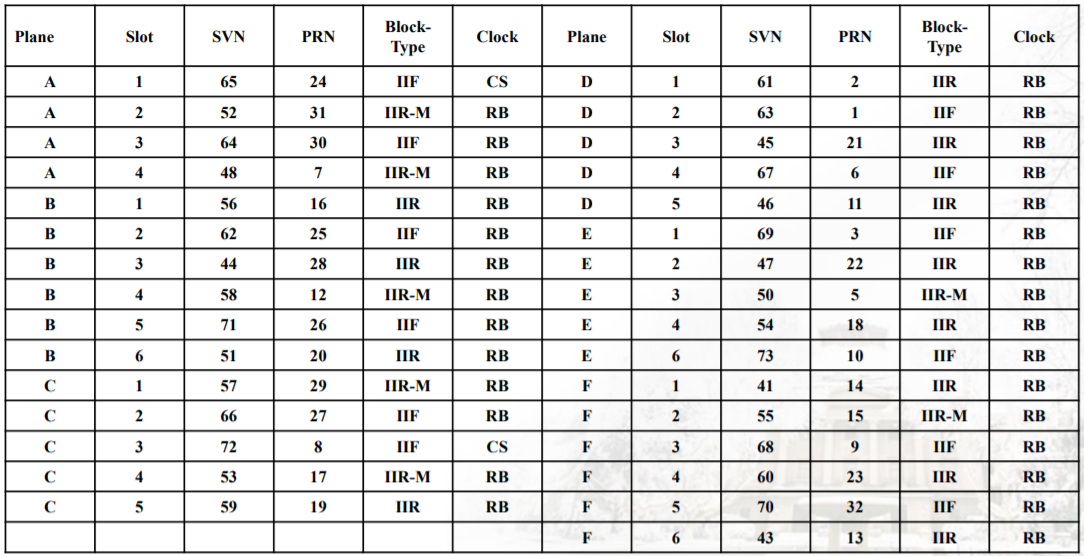 Plane Slot SVN PRN Block-Type Clock Plane Slot SVN PRN Block-Type Clock
A 1 65 24 IIF CS D 1 61 2 IIR RB
A 2 52 31 IIR-M RB D 2 63 1 IIF RB
A 3 64 30 IIF RB D 3 45 21 IIR RB
A 4 48 7 IIR-M RB D 4 67 6 IIF RB
B 1 56 16 IIR RB D 5 46 11 IIR RB
B 2 62 25 IIF RB E 1 69 3 IIF RB
B 3 44 28 IIR RB E 2 47 22 IIR RB
B 4 58 12 IIR-M RB E 3 50 5 IIR-M RB
B 5 71 26 IIF RB E 4 54 18 IIR RB
B 6 51 20 IIR RB E 6 73 10 IIF RB
C 1 57 29 IIR-M RB F 1 41 14 IIR RB
C 2 66 27 IIF RB F 2 55 15 IIR-M RB
C 3 72 8 IIF CS F 3 68 9 IIF RB
C 4 53 17 IIR-M RB F 4 60 23 IIR RB
C 5 59 19 IIR RB F 5 70 32 IIF RB
F 6 43 13 IIR RB